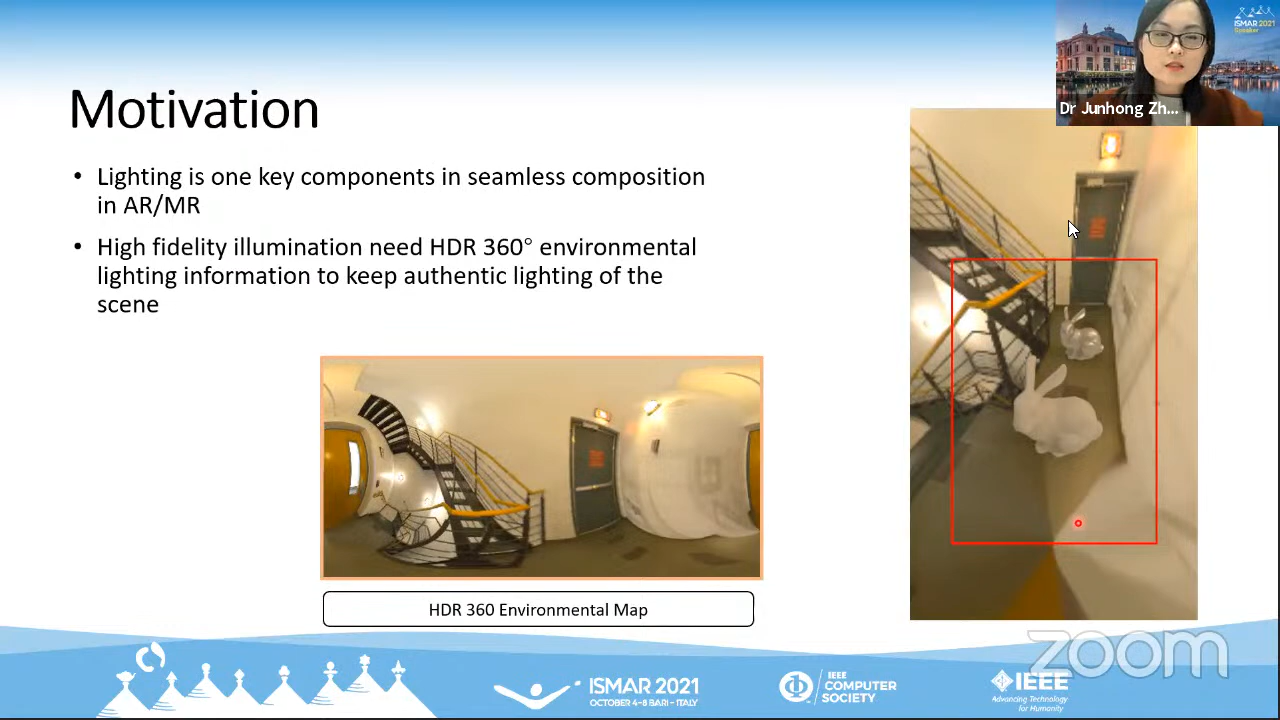 ISMAR 2021
Speaker
Dr Junhong Zh...
Motivation
• Lighting is one key components in seamless composition
in AR/MR
• High fidelity illumination need HDR 360° environmental
lighting information to keep authentic lighting of the
scene
HDR 360 Environmental Map
zoom
ISMAR 2021
OCTOBER 4-8 BARI - ITALY
IEEE
COMPUTER
SOCIETY
IEEE
Advancing Technology
for Humanity